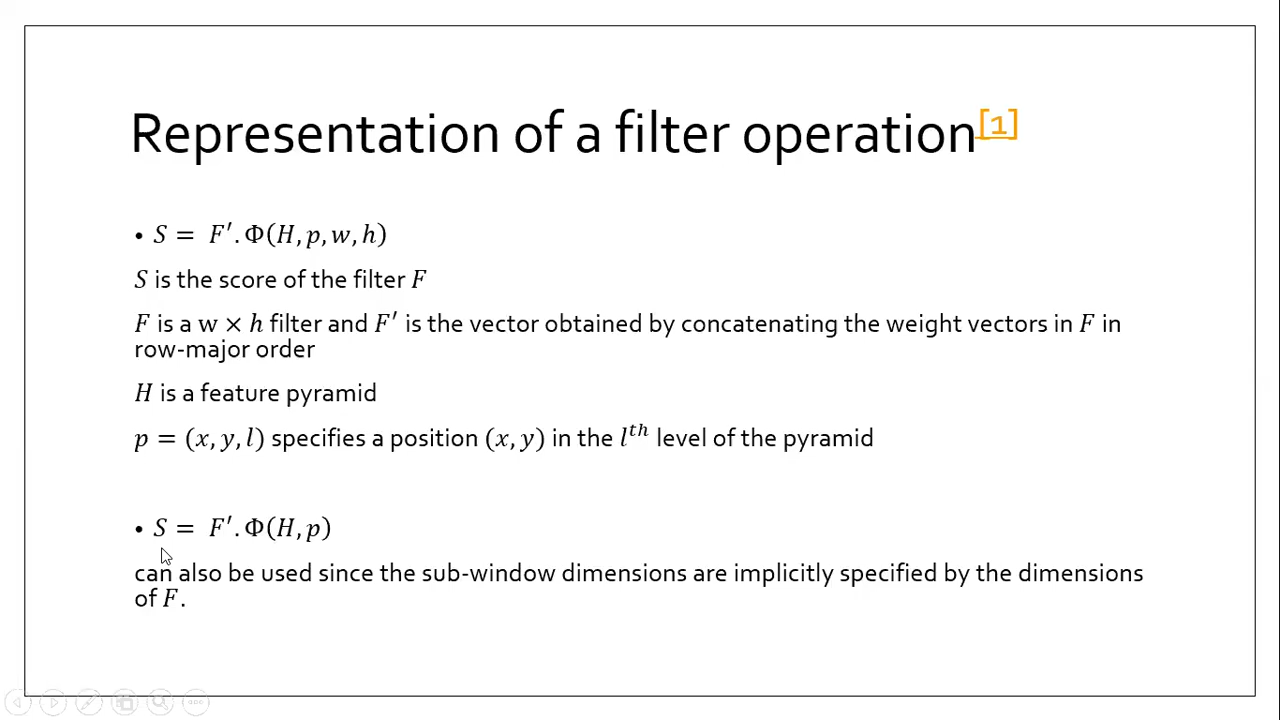 Representation of a filter operation[1]
• S = F′.Φ(H, p, w, h)
S is the score of the filter F
F is a w × h filter and F′ is the vector obtained by concatenating the weight vectors in F in
row-major order
H is a feature pyramid
p = (x, y, l) specifies a position (x, y) in the lᵗʰ level of the pyramid
• S = F′.Φ(H, p)
can also be used since the sub-window dimensions are implicitly specified by the dimensions
of F.